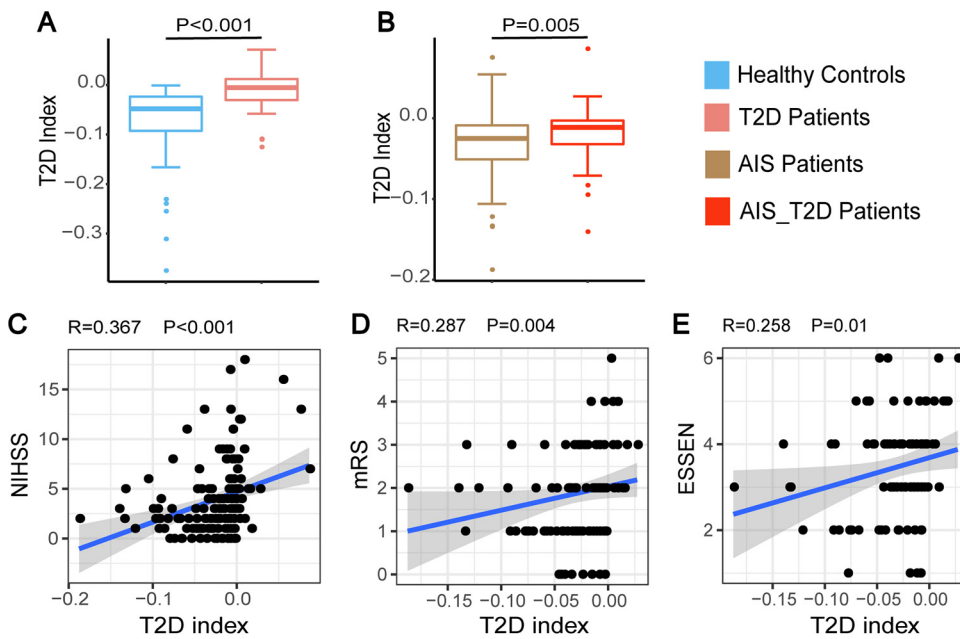 A
P<0.001
T2D Index
0.0
−0.1
−0.2
−0.3
B
P=0.005
T2D Index
0.0
−0.1
−0.2
Healthy Controls
T2D Patients
AIS Patients
AIS_T2D Patients
C
R=0.367 P<0.001
NIHSS
15
10
5
0
−0.2 −0.1 0.0
T2D index
D
R=0.287 P=0.004
mRS
5
4
3
2
1
0
−0.15 −0.10 −0.05 0.00
T2D index
E
R=0.258 P=0.01
ESSEN
6
4
2
−0.15 −0.10 −0.05 0.00
T2D index